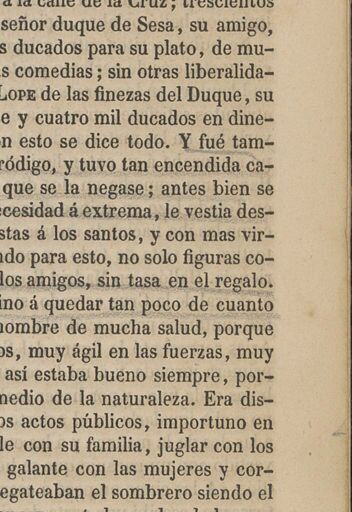 á la calle de la Cruz; trescientos
señor duque de Sesa, su amigo,
s ducados para su plato, de mu-
s comedias; sin otras liberalida-
LOPE de las finezas del Duque, su
e y cuatro mil ducados en dine-
n esto se dice todo. Y fué tam-
ródigo, y tuvo tan encendida ca-
que se la negase; antes bien se
ecesidad á extrema, le vestia des-
stas á los santos, y con mas vir-
ndo para esto, no solo figuras co-
los amigos, sin tasa en el regalo.
ino á quedar tan poco de cuanto
hombre de mucha salud, porque
os, muy ágil en las fuerzas, muy
así estaba bueno siempre, por-
medio de la naturaleza. Era dis-
os actos públicos, importuno en
le con su familia, juglar con los
galante con las mujeres y cor-
egateaban el sombrero siendo el